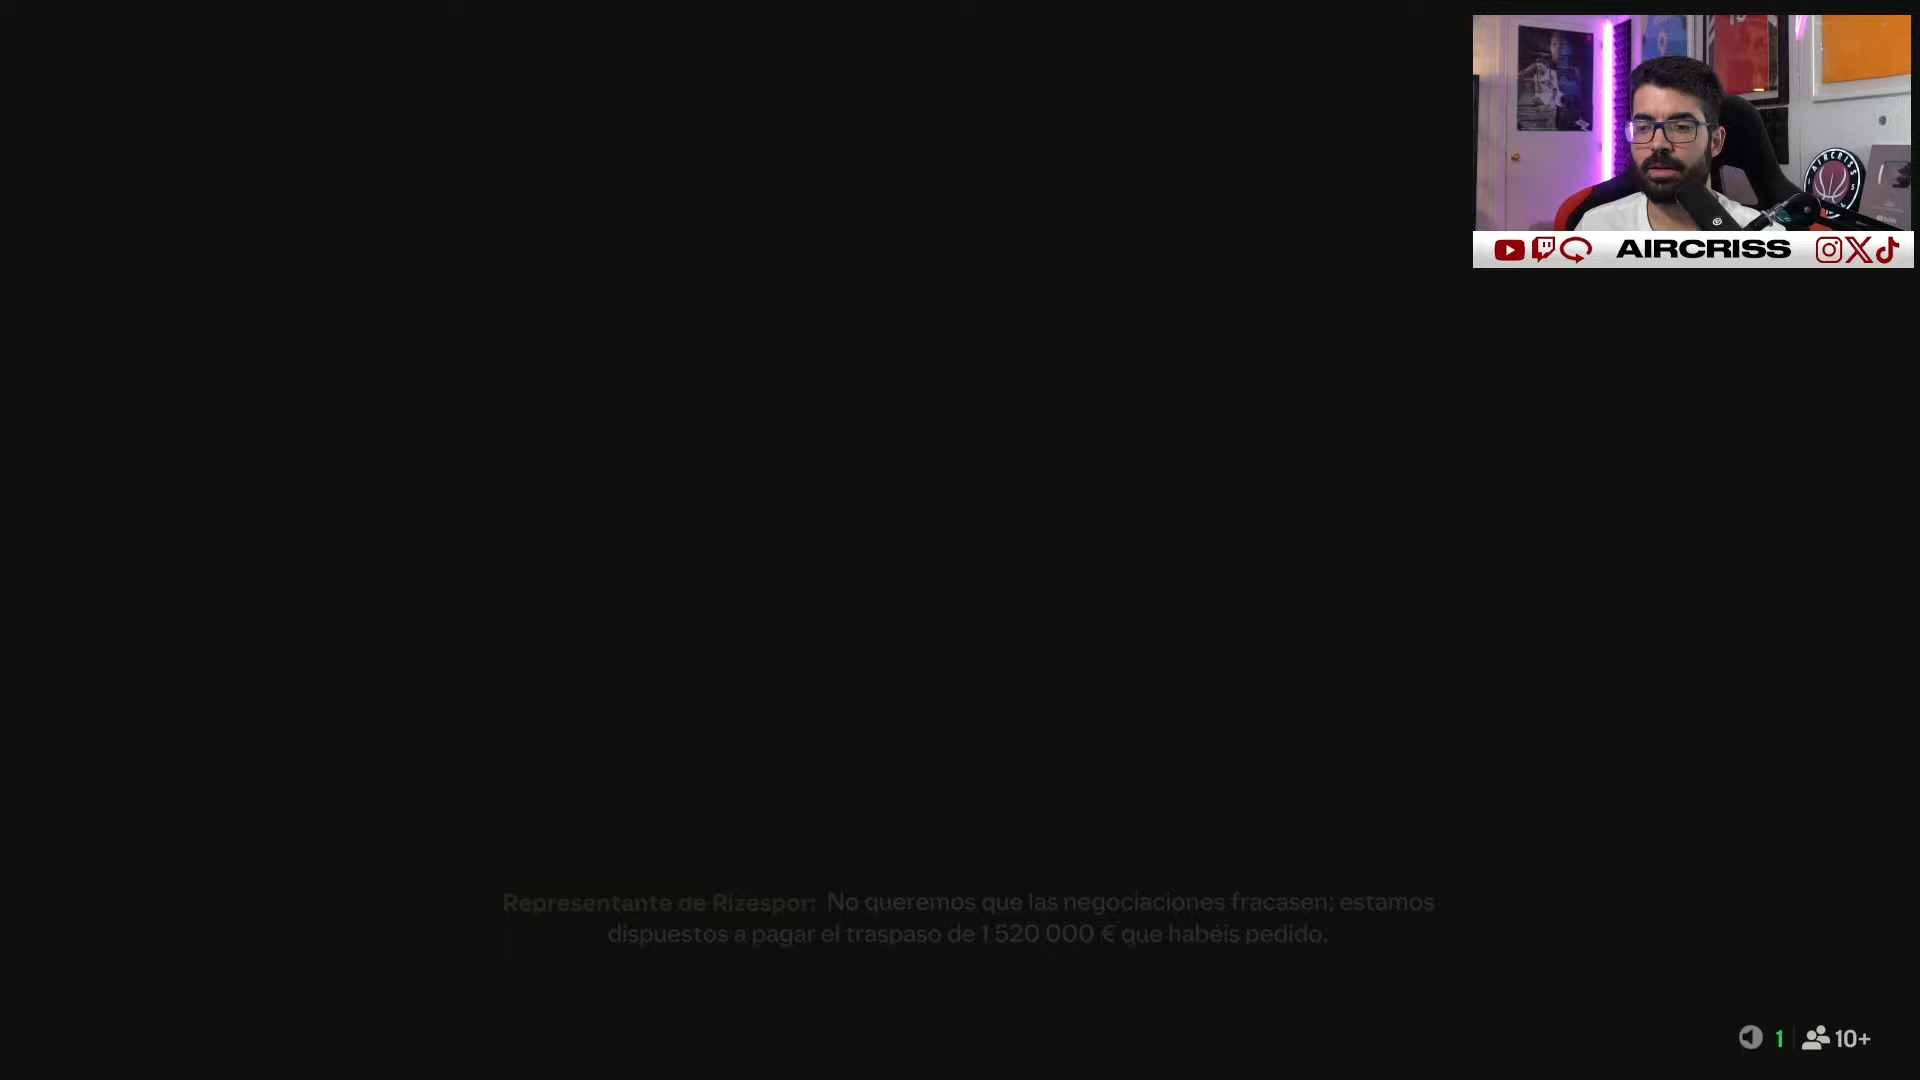 AIRCRISS
AIRCRISS
Representante de Rizespor: No queremos que las negociaciones fracasen; estamos
dispuestos a pagar el traspaso de 1 520 000 € que habéis pedido.
1 10+